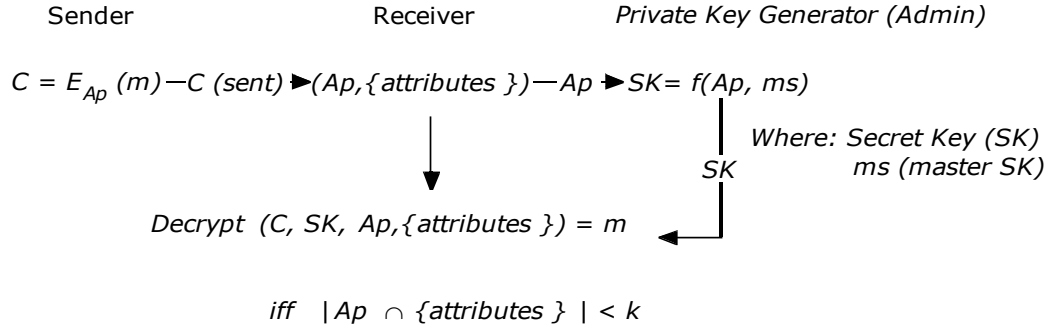 Sender Receiver Private Key Generator (Admin)
C = E_Ap (m) C (sent) (Ap,{attributes }) Ap SK= f(Ap, ms)
Where: Secret Key (SK)
SK ms (master SK)
Decrypt (C, SK, Ap,{attributes }) = m
iff |Ap ∩ {attributes } | < k